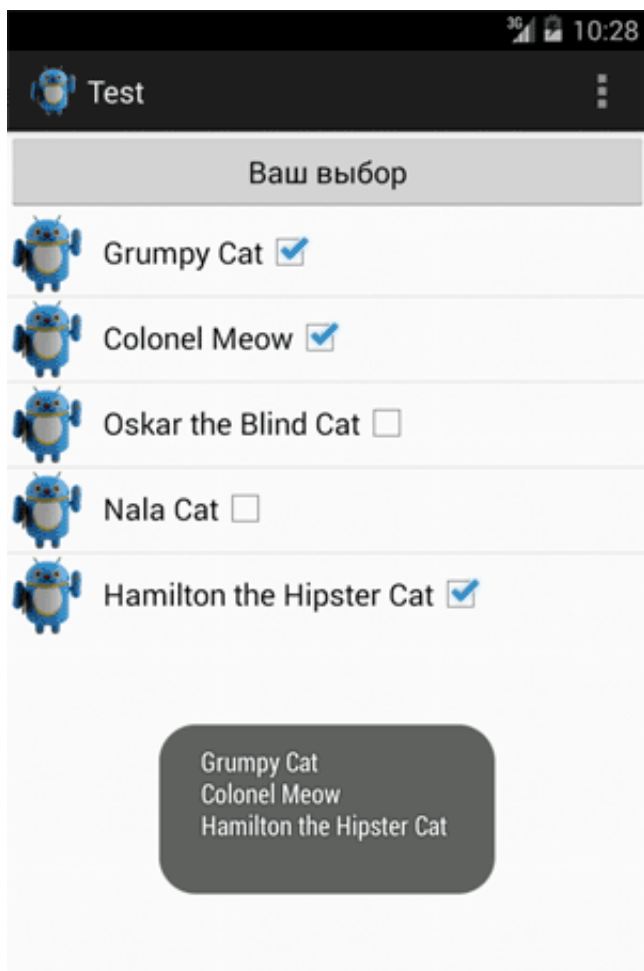 3G 10:28
Test
Ваш выбор
Grumpy Cat
Colonel Meow
Oskar the Blind Cat
Nala Cat
Hamilton the Hipster Cat
Grumpy Cat
Colonel Meow
Hamilton the Hipster Cat